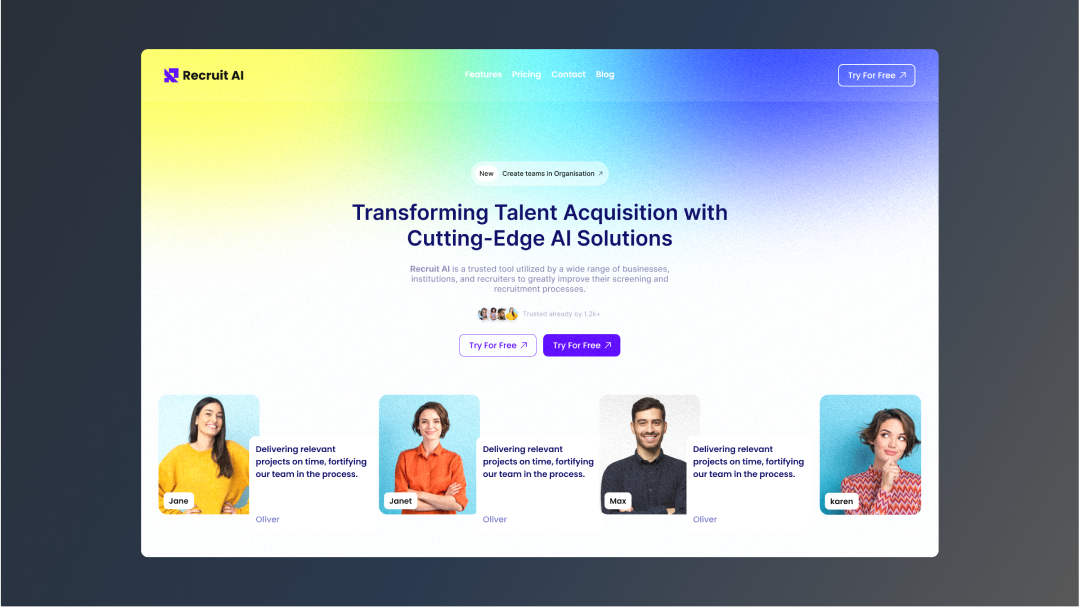 Recruit AI
Features Pricing Contact Blog
Try For Free
New Create teams in Organisation
Transforming Talent Acquisition with
Cutting-Edge AI Solutions
Recruit AI is a trusted tool utilized by a wide range of businesses,
institutions, and recruiters to greatly improve their screening and
recruitment processes.
Trusted already by 1.2k+
Try For Free
Try For Free
Jane
Delivering relevant
projects on time, fortifying
our team in the process.
Oliver
Janet
Delivering relevant
projects on time, fortifying
our team in the process.
Oliver
Max
Delivering relevant
projects on time, fortifying
our team in the process.
Oliver
karen